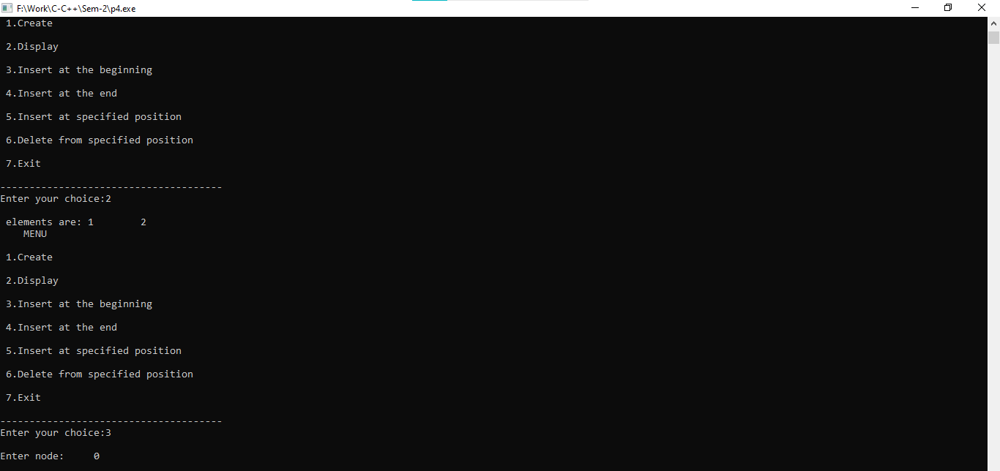 F:\Work\C-C++\Sem-2\p4.exe
1.Create
2.Display
3.Insert at the beginning
4.Insert at the end
5.Insert at specified position
6.Delete from specified position
7.Exit
--------------------------------------
Enter your choice:2
elements are: 1        2
MENU
1.Create
2.Display
3.Insert at the beginning
4.Insert at the end
5.Insert at specified position
6.Delete from specified position
7.Exit
--------------------------------------
Enter your choice:3
Enter node:     0